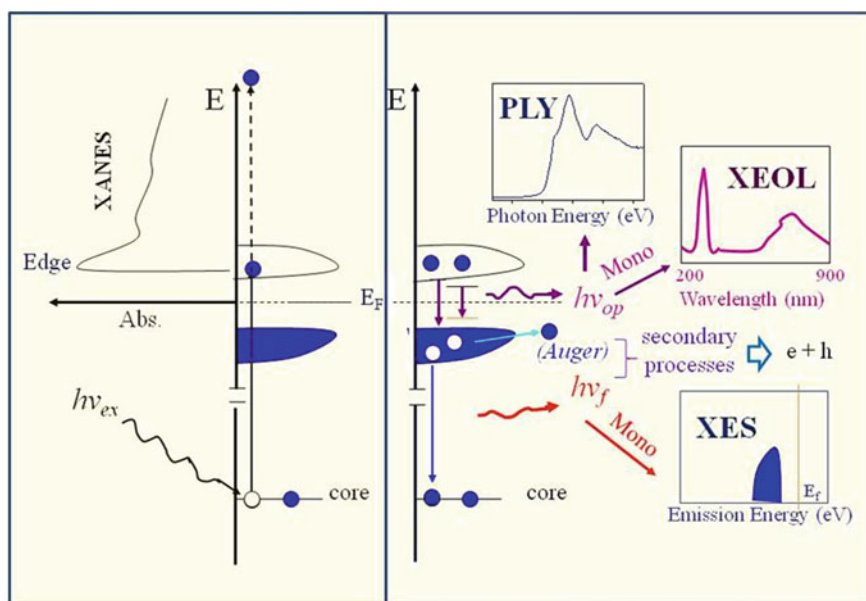 E
XANES
Edge
Abs.
E_F
hν_ex
core
E
PLY
Photon Energy (eV)
XEOL
200
900
Wavelength (nm)
Mono
hν_op
(Auger)
secondary
processes
e + h
hν_f
Mono
XES
E_f
Emission Energy (eV)
core